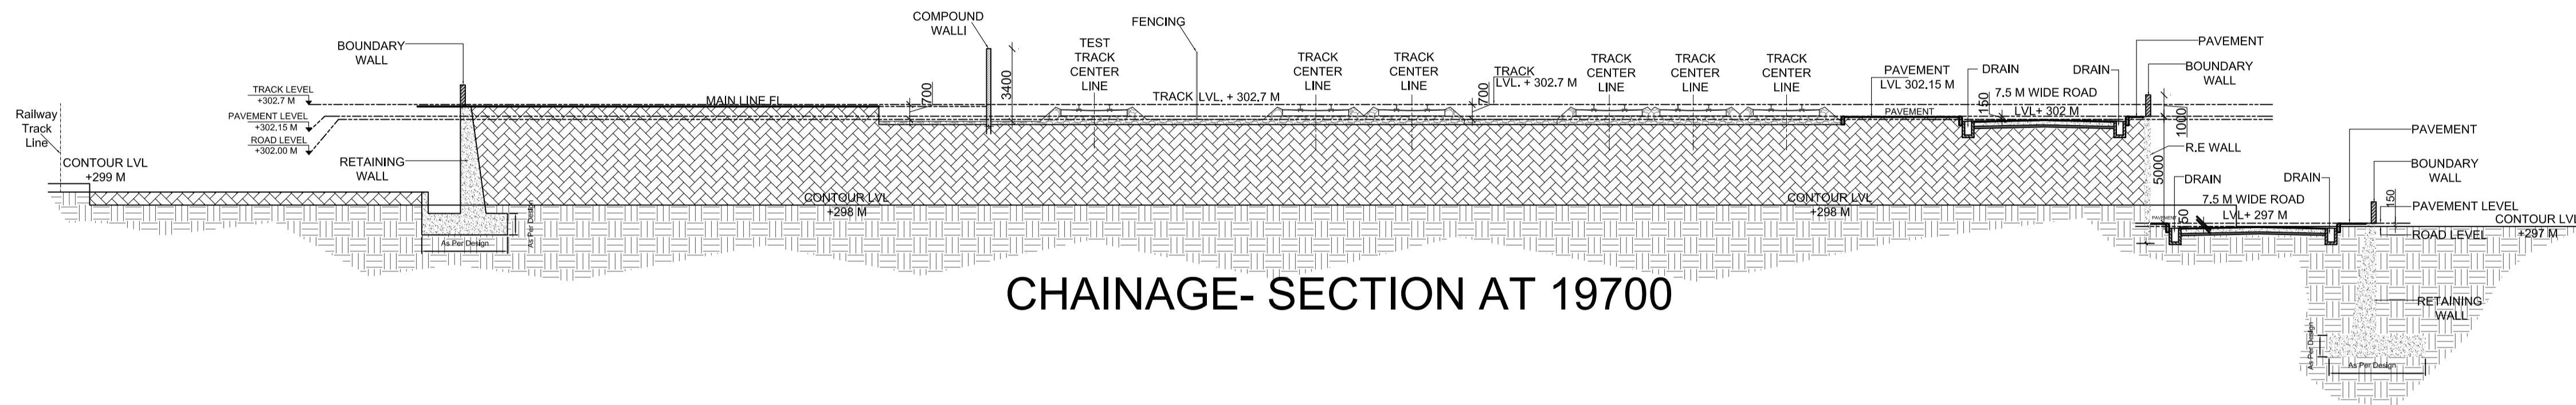 COMPOUND
WALLI
FENCING
BOUNDARY
WALL
TEST
TRACK
CENTER
LINE
TRACK
CENTER
LINE
TRACK
CENTER
LINE
TRACK
LVL. + 302.7 M
TRACK
CENTER
LINE
TRACK
CENTER
LINE
TRACK
CENTER
LINE
PAVEMENT
LVL 302.15 M
DRAIN
DRAIN
PAVEMENT
BOUNDARY
WALL
7.5 M WIDE ROAD
LVL+ 302 M
150
1000
TRACK LEVEL
+302.7 M
PAVEMENT LEVEL
+302.15 M
ROAD LEVEL
+302.00 M
Railway
Track
Line
CONTOUR LVL
+299 M
RETAINING
WALL
MAIN LINE FL
700
3400
TRACK LVL. + 302.7 M
700
PAVEMENT
R.E WALL
5000
PAVEMENT
BOUNDARY
WALL
DRAIN
DRAIN
7.5 M WIDE ROAD
LVL+ 297 M
150
PAVEMENT LEVEL
ROAD LEVEL
CONTOUR LVL
+297 M
CONTOUR LVL
+298 M
CONTOUR LVL
+298 M
As Per Design
As Per Design
PAVEMENT
RETAINING
WALL
As Per Design
As Per Design
CHAINAGE- SECTION AT 19700